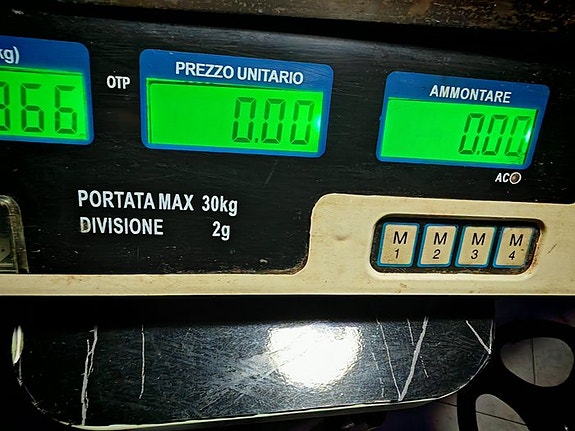 kg)
OTP
PREZZO UNITARIO
AMMONTARE
866
0.00
0.00
AC
PORTATA MAX 30kg
DIVISIONE 2g
M M M M
1 2 3 4